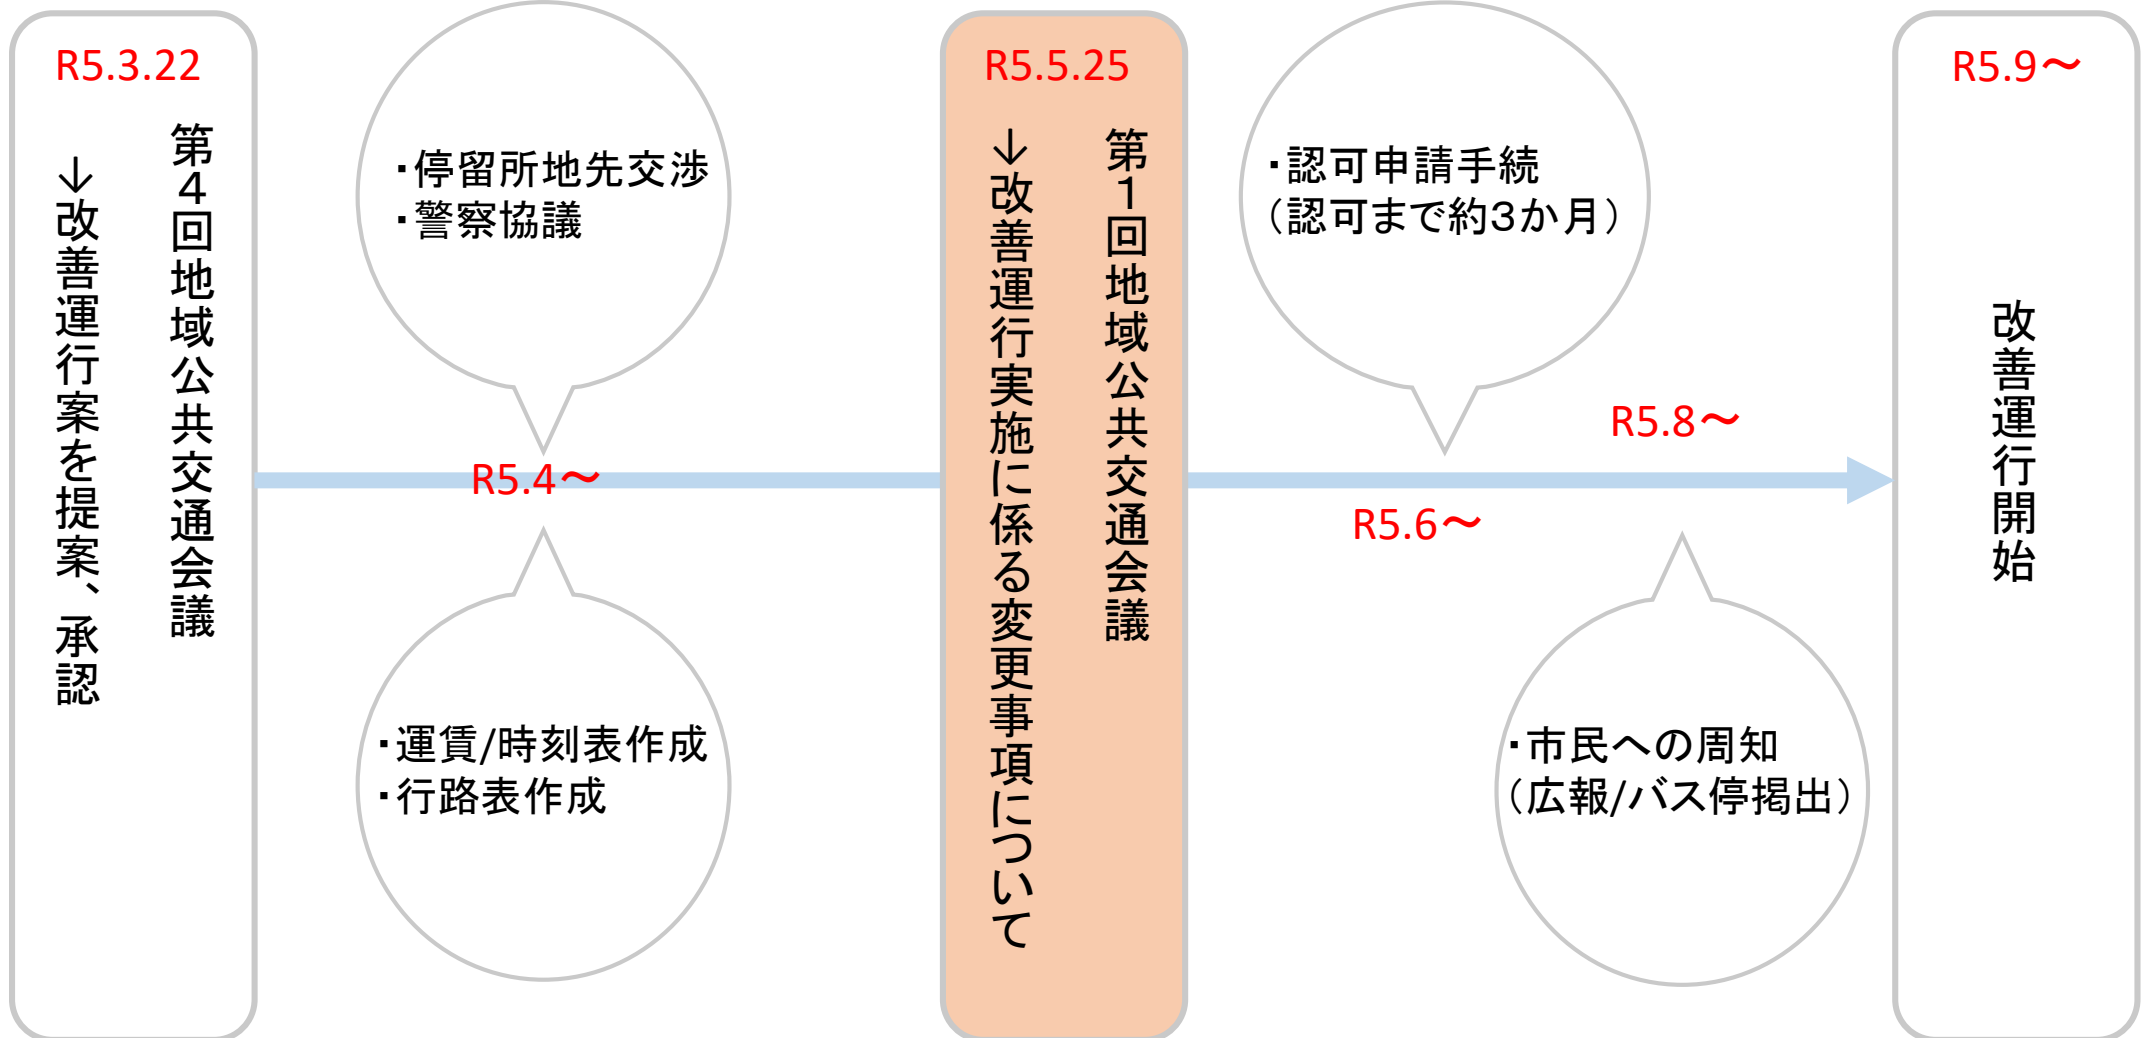 R5.3.22
第４回地域公共交通会議
→改善運行案を提案、承認
・停留所地先交渉
・警察協議
R5.4～
・運賃/時刻表作成
・行路表作成
R5.5.25
第１回地域公共交通会議
→改善運行実施に係る変更事項について
・認可申請手続
（認可まで約３か月）
R5.6～
R5.8～
・市民への周知
（広報/バス停掲出）
R5.9～
改善運行開始